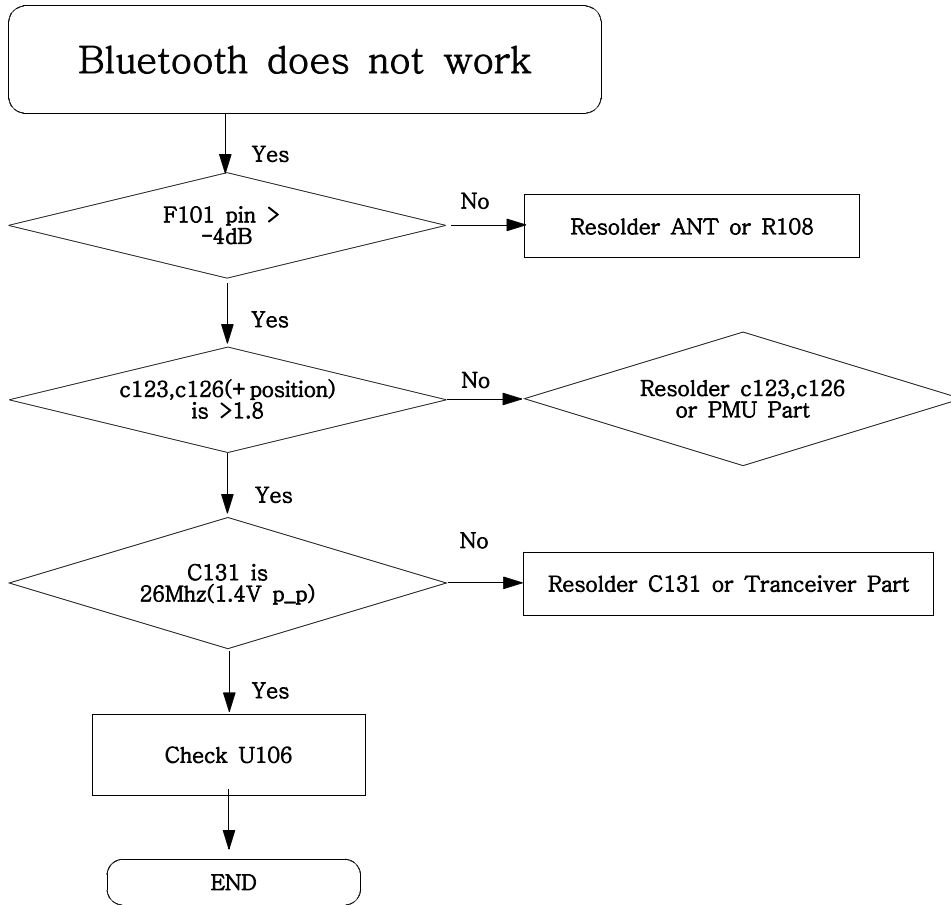 Bluetooth does not work
Yes
F101 pin >
-4dB
No
Resolder ANT or R108
Yes
c123,c126(+ position)
is >1.8
No
Resolder c123,c126
or PMU Part
Yes
C131 is
26Mhz(1.4V p_p)
No
Resolder C131 or Tranceiver Part
Yes
Check U106
END